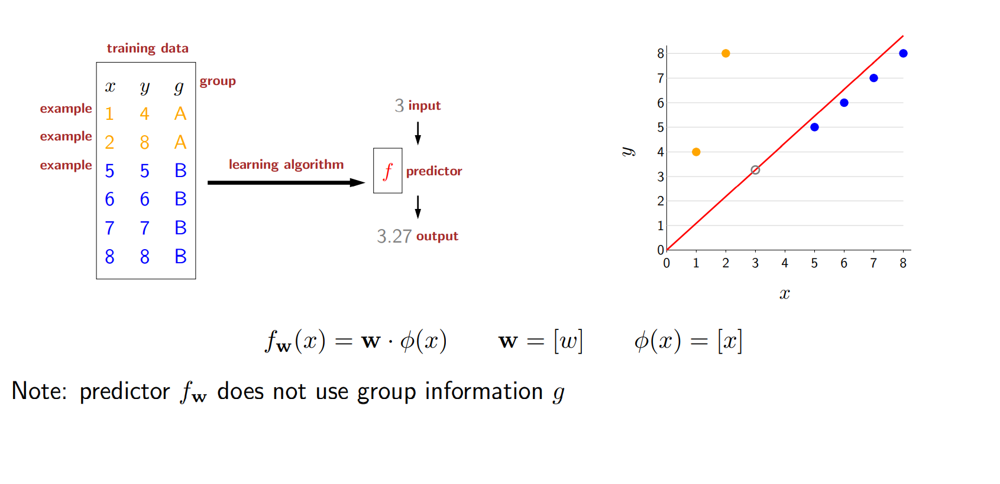 training data
x y g
group
example 1 4 A
example 2 8 A
example 5 5 B
6 6 B
7 7 B
8 8 B
learning algorithm
3 input
f predictor
3.27 output
8
7
6
5
4
3
2
1
0
y
0 1 2 3 4 5 6 7 8
x
f_w(x) = w · ϕ(x) w = [w] ϕ(x) = [x]
Note: predictor f_w does not use group information g